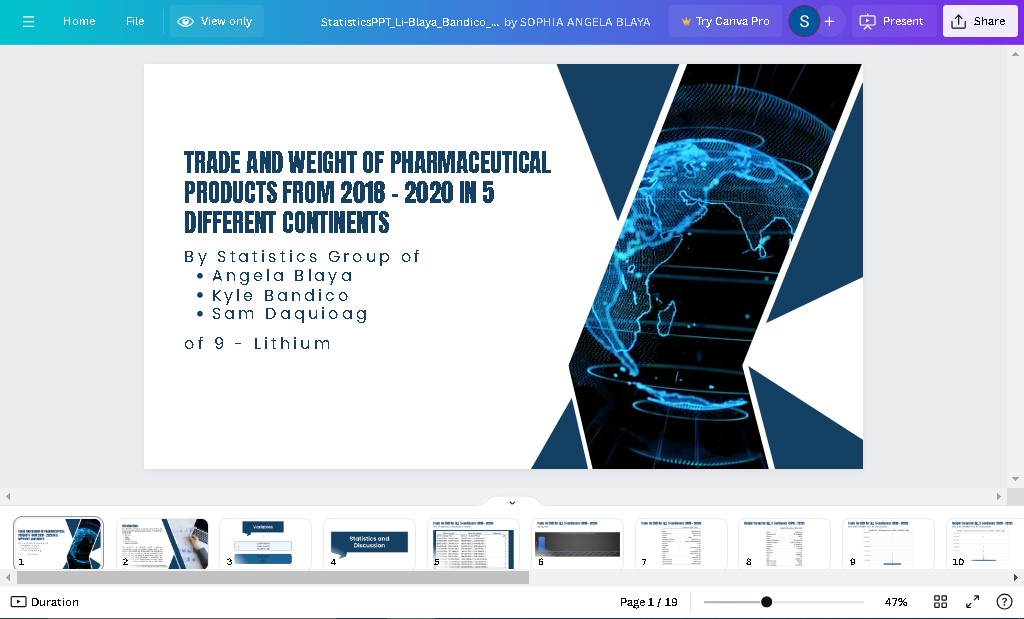 Home
File
View only
StatisticsPPT_Li-Blaya_Bandico_... by SOPHIA ANGELA BLAYA
Try Canva Pro
S
+
Present
Share
TRADE AND WEIGHT OF PHARMACEUTICAL
PRODUCTS FROM 2018 - 2020 IN 5
DIFFERENT CONTINENTS
By Statistics Group of
• Angela Blaya
• Kyle Bandico
• Sam Daquioag
of 9 - Lithium
1
2
3
Variables
4
Statistics and
Discussion
5
6
7
8
9
10
Duration
Page 1 / 19
47%
?